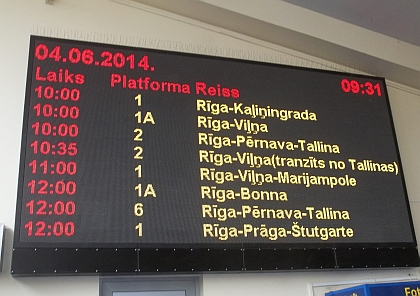 04.06.2014. 09:31
Laiks Platforma Reiss
10:00 1 Rīga-Kaļiņingrada
10:00 1A Rīga-Viļņa
10:00 2 Rīga-Pērnava-Tallina
10:35 2 Rīga-Viļņa(tranzīts no Tallinas)
11:00 1 Rīga-Viļņa-Marijampole
12:00 1A Rīga-Bonna
12:00 6 Rīga-Pērnava-Tallina
12:00 1 Rīga-Prāga-Štutgarte